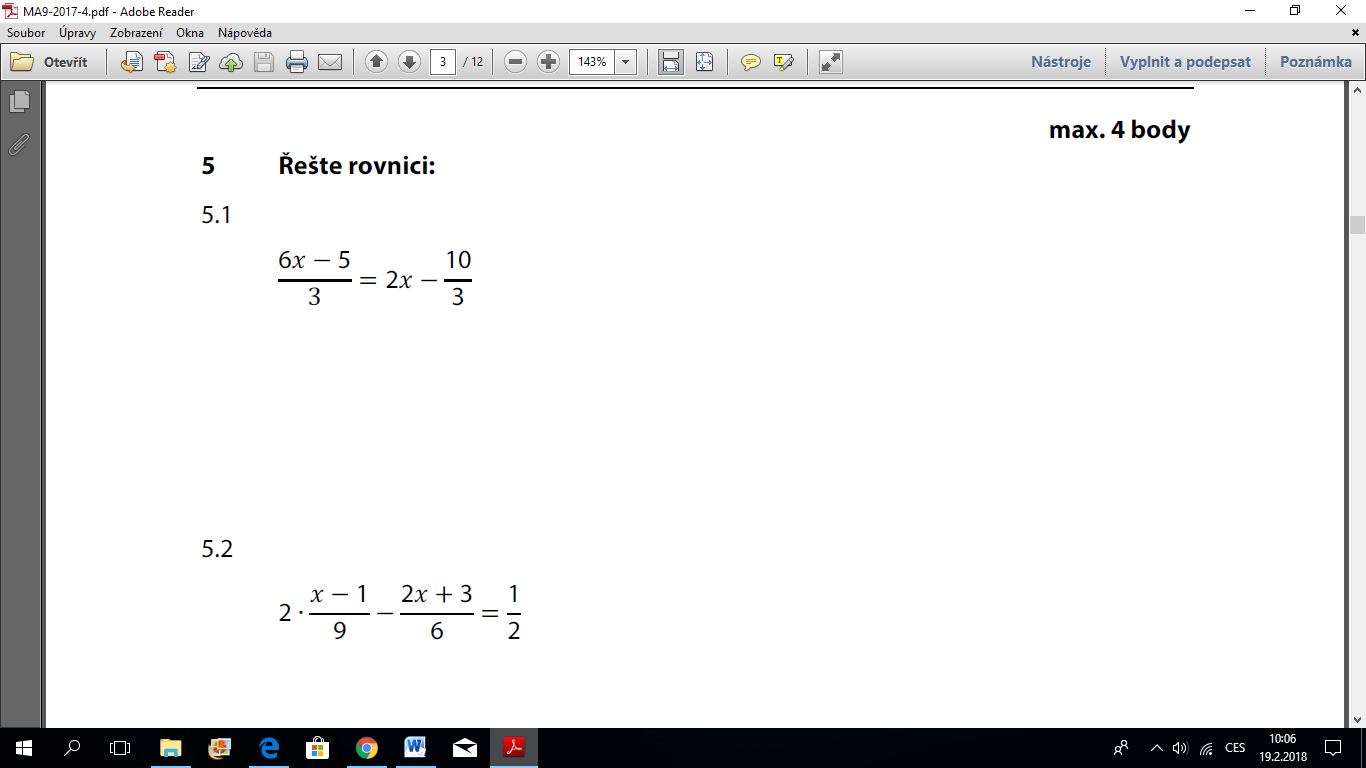 MA9-2017-4.pdf - Adobe Reader
Soubor Úpravy Zobrazení Okna Nápověda
Otevřít 3 / 12 143% Nástroje Vyplnit a podepsat Poznámka
max. 4 body
5 Řešte rovnici:
5.1
(6x − 5)/3 = 2x − 10/3
5.2
2 · (x − 1)/9 − (2x + 3)/6 = 1/2
CES
10:06
19.2.2018